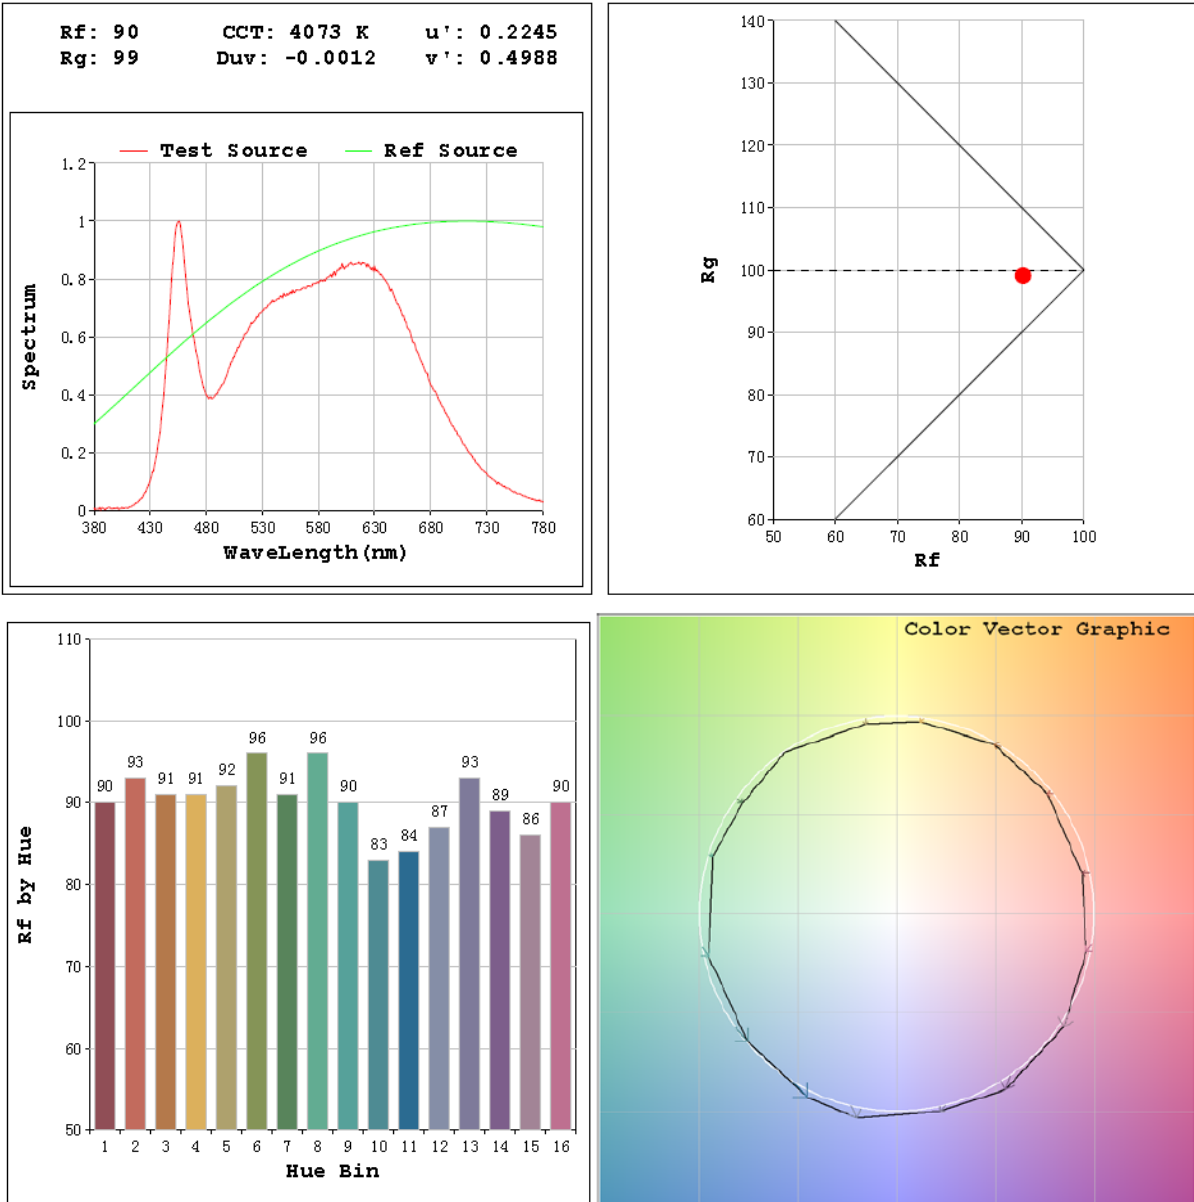 Rf: 90 CCT: 4073 K u': 0.2245
Rg: 99 Duv: -0.0012 v': 0.4988
Test Source Ref Source
1.2
1
0.8
0.6
0.4
0.2
0
Spectrum
380 430 480 530 580 630 680 730 780
WaveLength(nm)
140
130
120
110
100
90
80
70
60
Rg
50 60 70 80 90 100
Rf
110
100
90
80
70
60
50
Rf by Hue
90 93 91 91 92 96 91 96 90 83 84 87 93 89 86 90
1 2 3 4 5 6 7 8 9 10 11 12 13 14 15 16
Hue Bin
Color Vector Graphic